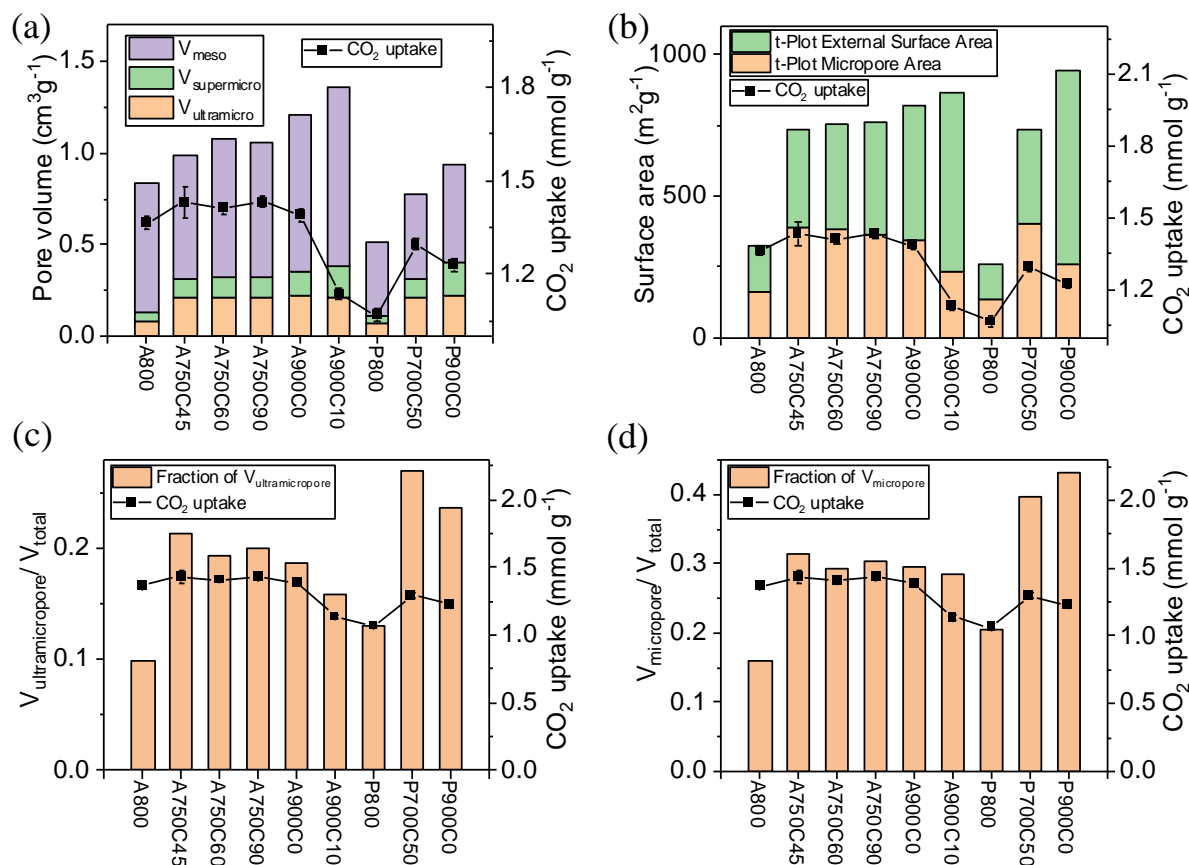 (a)
V_meso
V_supermicro
V_ultramicro
CO₂ uptake
Pore volume (cm³g⁻¹)
1.5
1.0
0.5
0.0
CO₂ uptake (mmol g⁻¹)
1.8
1.5
1.2
A800
A750C45
A750C60
A750C90
A900C0
A900C10
P800
P700C50
P900C0
(b)
t-Plot External Surface Area
t-Plot Micropore Area
CO₂ uptake
Surface area (m²g⁻¹)
1000
500
0
CO₂ uptake (mmol g⁻¹)
2.1
1.8
1.5
1.2
A800
A750C45
A750C60
A750C90
A900C0
A900C10
P800
P700C50
P900C0
(c)
Fraction of V_ultramicropore
CO₂ uptake
V_ultramicropore/ V_total
0.2
0.1
0.0
CO₂ uptake (mmol g⁻¹)
2.0
1.5
1.0
0.5
0.0
A800
A750C45
A750C60
A750C90
A900C0
A900C10
P800
P700C50
P900C0
(d)
Fraction of V_micropore
CO₂ uptake
V_micropore/ V_total
0.4
0.3
0.2
0.1
0.0
CO₂ uptake (mmol g⁻¹)
2.0
1.5
1.0
0.5
0.0
A800
A750C45
A750C60
A750C90
A900C0
A900C10
P800
P700C50
P900C0